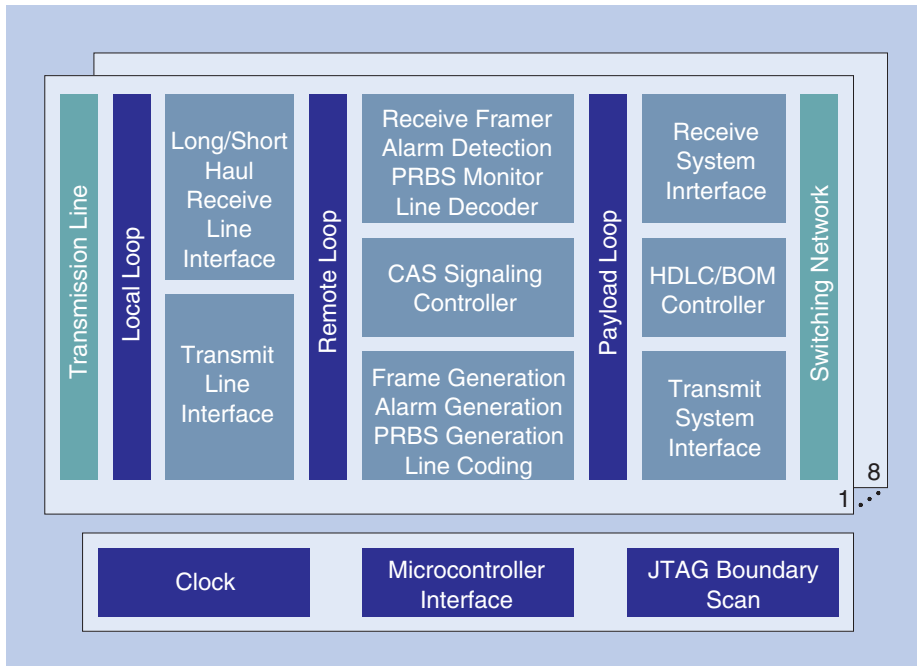 Transmission Line
Local Loop
Long/Short
Haul
Receive
Line
Interface
Transmit
Line
Interface
Remote Loop
Receive Framer
Alarm Detection
PRBS Monitor
Line Decoder
CAS Signaling
Controller
Frame Generation
Alarm Generation
PRBS Generation
Line Coding
Payload Loop
Receive
System
Inrterface
HDLC/BOM
Controller
Transmit
System
Interface
Switching Network
8
1
Clock
Microcontroller
Interface
JTAG Boundary
Scan